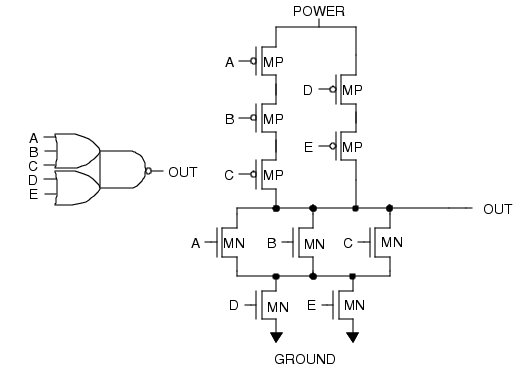 POWER
A MP
D MP
B MP
E MP
C MP
A
B
C
D
E
OUT
OUT
A MN B MN C MN
D MN E MN
GROUND